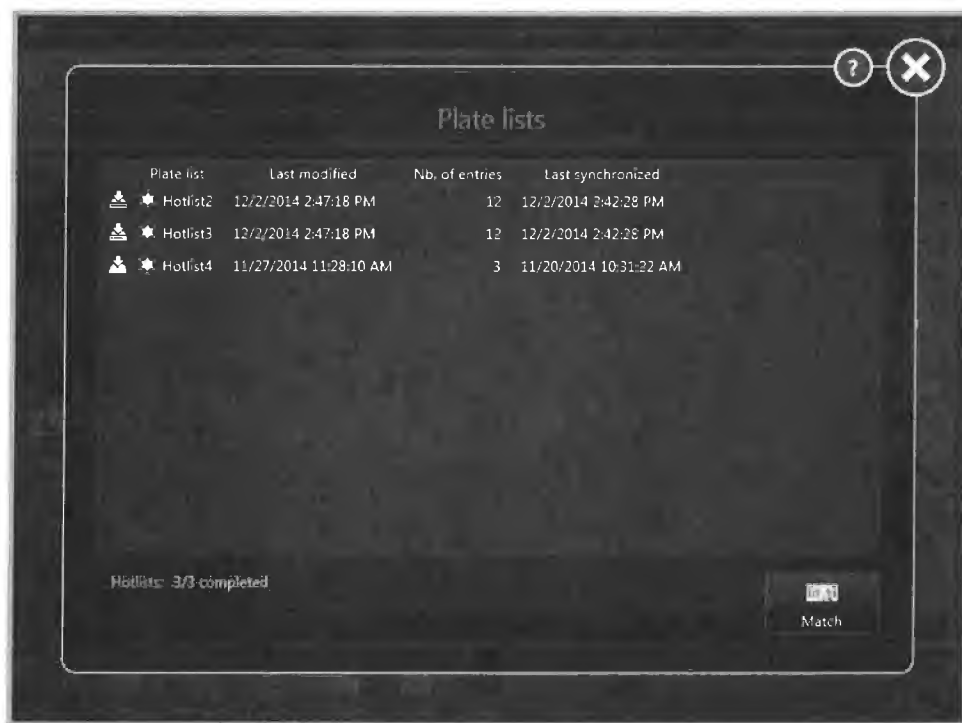 ?
Plate lists
Plate list Last modified Nb. of entries Last synchronized
Hotlist2 12/2/2014 2:47:18 PM 12 12/2/2014 2:42:28 PM
Hotlist3 12/2/2014 2:47:18 PM 12 12/2/2014 2:42:28 PM
Hotlist4 11/27/2014 11:28:10 AM 3 11/20/2014 10:31:22 AM
Hotlists: 3/3 completed
Match